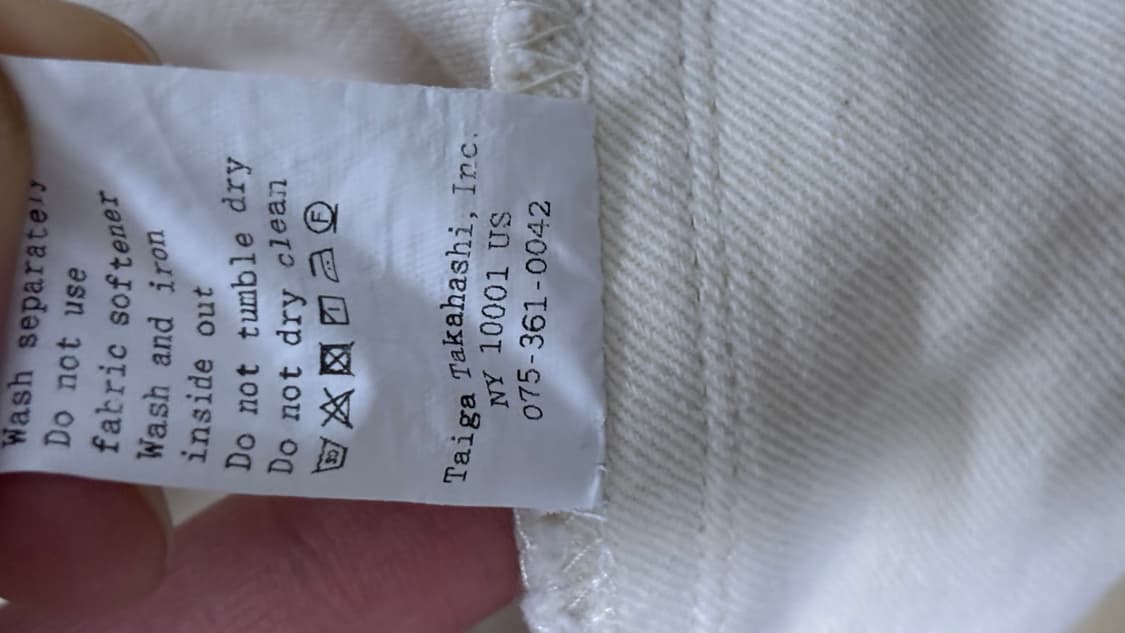 Wash separately
Do not use
fabric softener
Wash and iron
inside out
Do not tumble dry
Do not dry clean
Taiga Takahashi, Inc.
NY 10001 US
075-361-0042